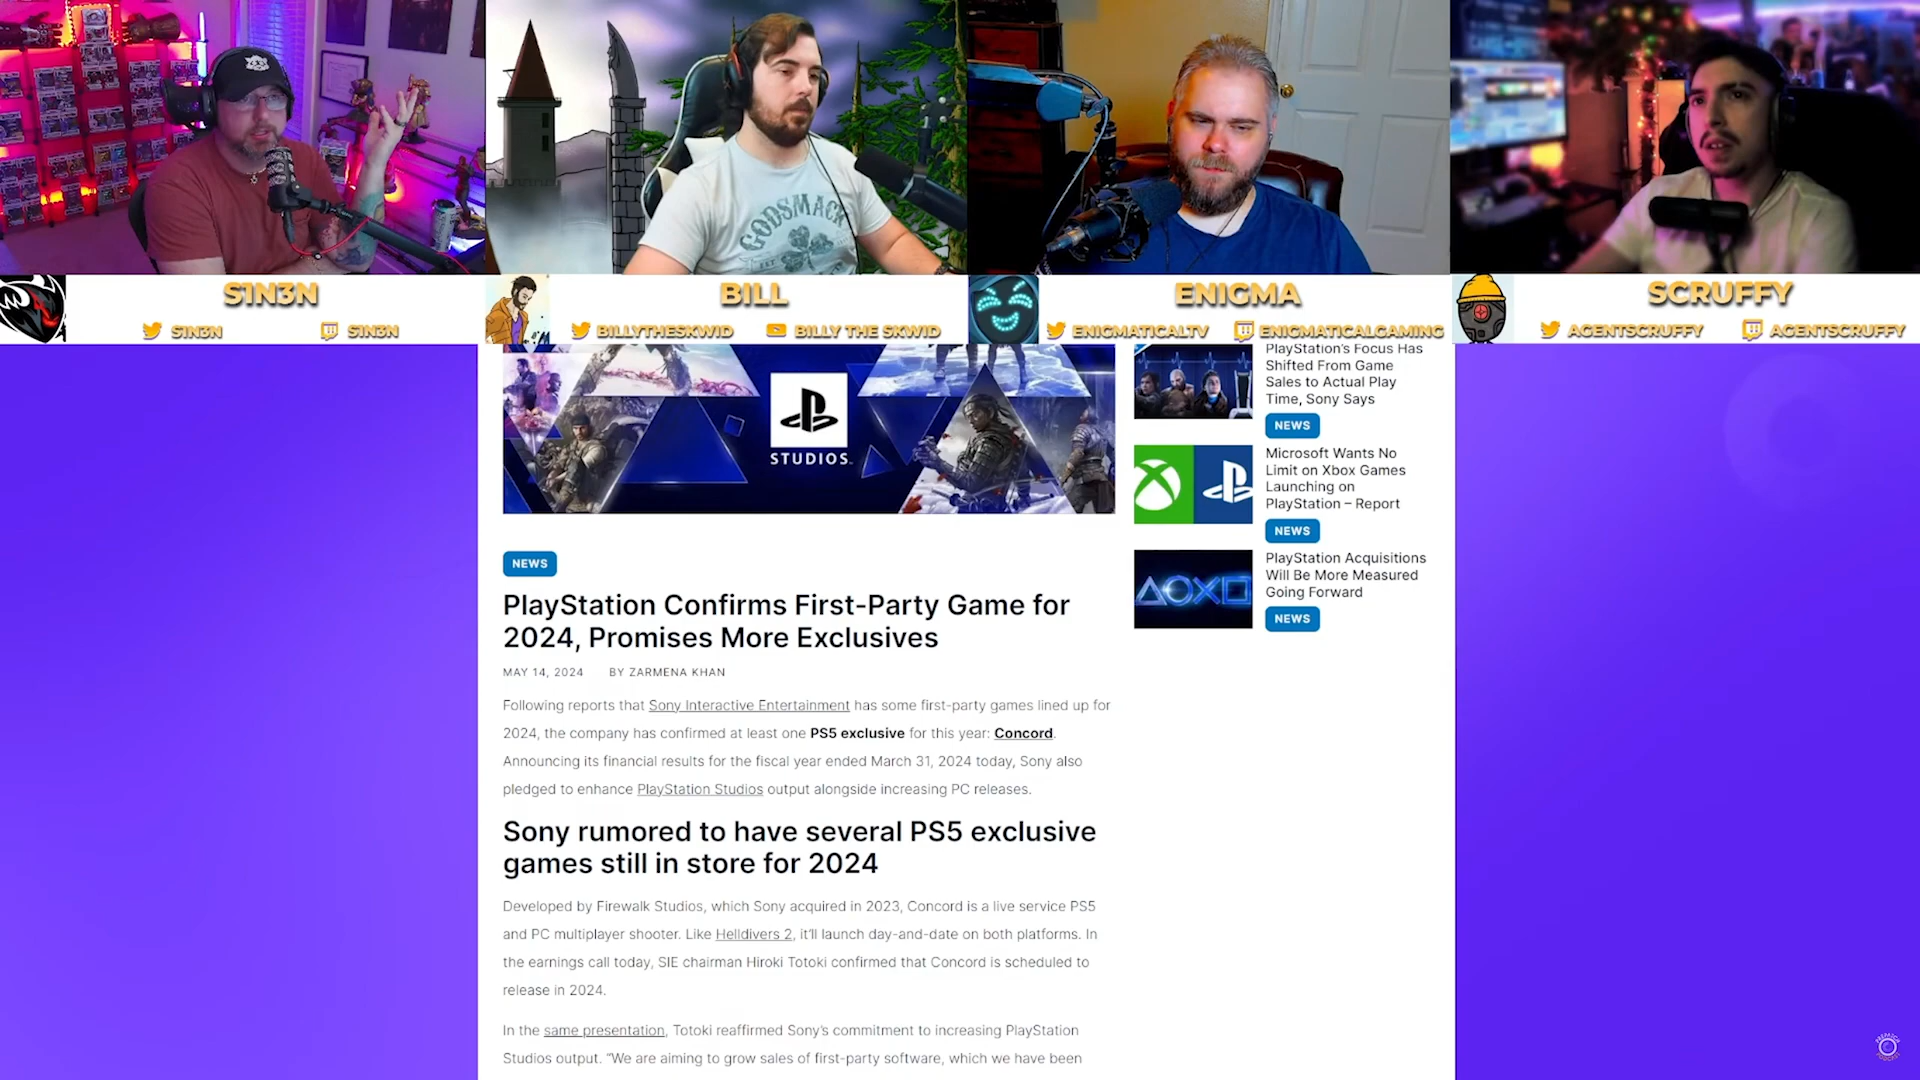 GODSMACK
S1N3N
S1N3N
S1N3N
BILL
BILLYTHESKWID
BILLY THE SKWID
ENIGMA
ENIGMATICALTV
ENIGMATICALGAMING
SCRUFFY
AGENTSCRUFFY
AGENTSCRUFFY
STUDIOS
PlayStation's Focus Has
Shifted From Game
Sales to Actual Play
Time, Sony Says
NEWS
Microsoft Wants No
Limit on Xbox Games
Launching on
PlayStation – Report
NEWS
PlayStation Acquisitions
Will Be More Measured
Going Forward
NEWS
NEWS
PlayStation Confirms First-Party Game for
2024, Promises More Exclusives
MAY 14, 2024 BY ZARMENA KHAN
Following reports that Sony Interactive Entertainment has some first-party games lined up for
2024, the company has confirmed at least one PS5 exclusive for this year: Concord.
Announcing its financial results for the fiscal year ended March 31, 2024 today, Sony also
pledged to enhance PlayStation Studios output alongside increasing PC releases.
Sony rumored to have several PS5 exclusive
games still in store for 2024
Developed by Firewalk Studios, which Sony acquired in 2023, Concord is a live service PS5
and PC multiplayer shooter. Like Helldivers 2, it'll launch day-and-date on both platforms. In
the earnings call today, SIE chairman Hiroki Totoki confirmed that Concord is scheduled to
release in 2024.
In the same presentation, Totoki reaffirmed Sony's commitment to increasing PlayStation
Studios output. “We are aiming to grow sales of first-party software, which we have been